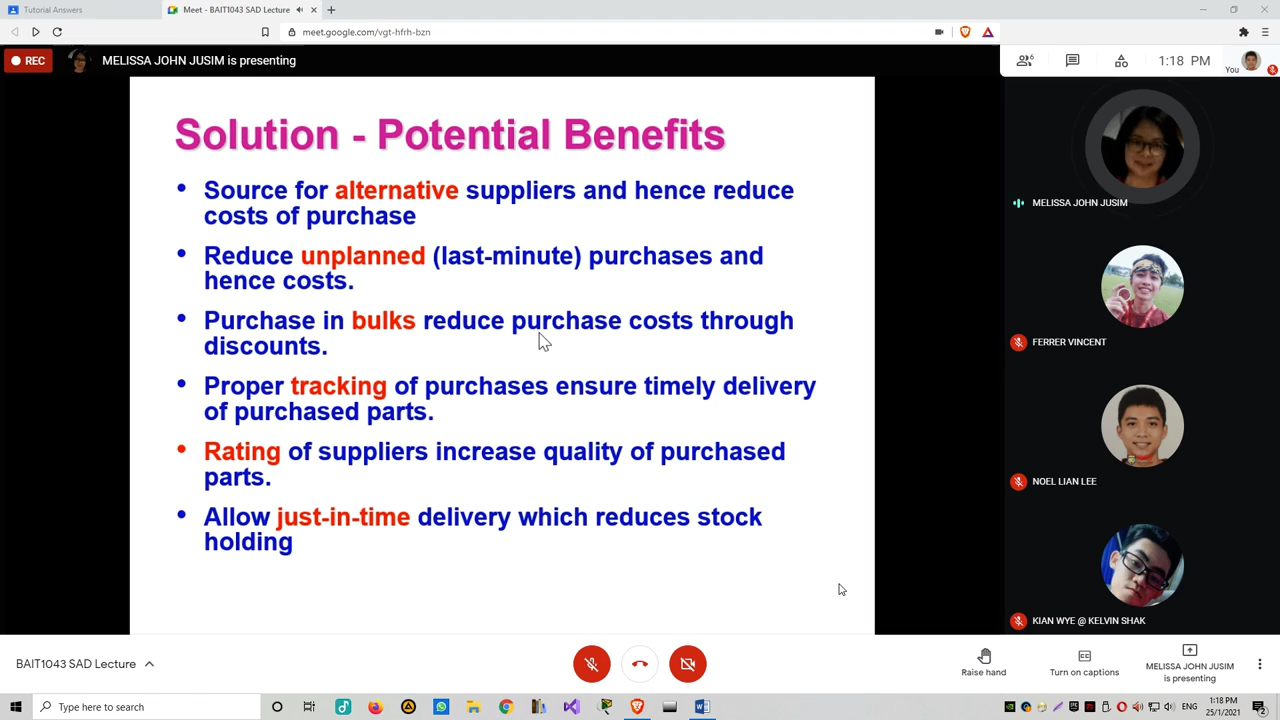 Tutorial Answers
Meet - BAIT1043 SAD Lecture
meet.google.com/vgt-hfrh-bzn
REC
MELISSA JOHN JUSIM is presenting
6
1:18 PM
You
Solution - Potential Benefits
• Source for alternative suppliers and hence reduce
costs of purchase
• Reduce unplanned (last-minute) purchases and
hence costs.
• Purchase in bulks reduce purchase costs through
discounts.
• Proper tracking of purchases ensure timely delivery
of purchased parts.
• Rating of suppliers increase quality of purchased
parts.
• Allow just-in-time delivery which reduces stock
holding
MELISSA JOHN JUSIM
FERRER VINCENT
NOEL LIAN LEE
KIAN WYE @ KELVIN SHAK
BAIT1043 SAD Lecture
Raise hand
Turn on captions
MELISSA JOHN JUSIM
is presenting
Type here to search
ENG
1:18 PM
25/1/2021